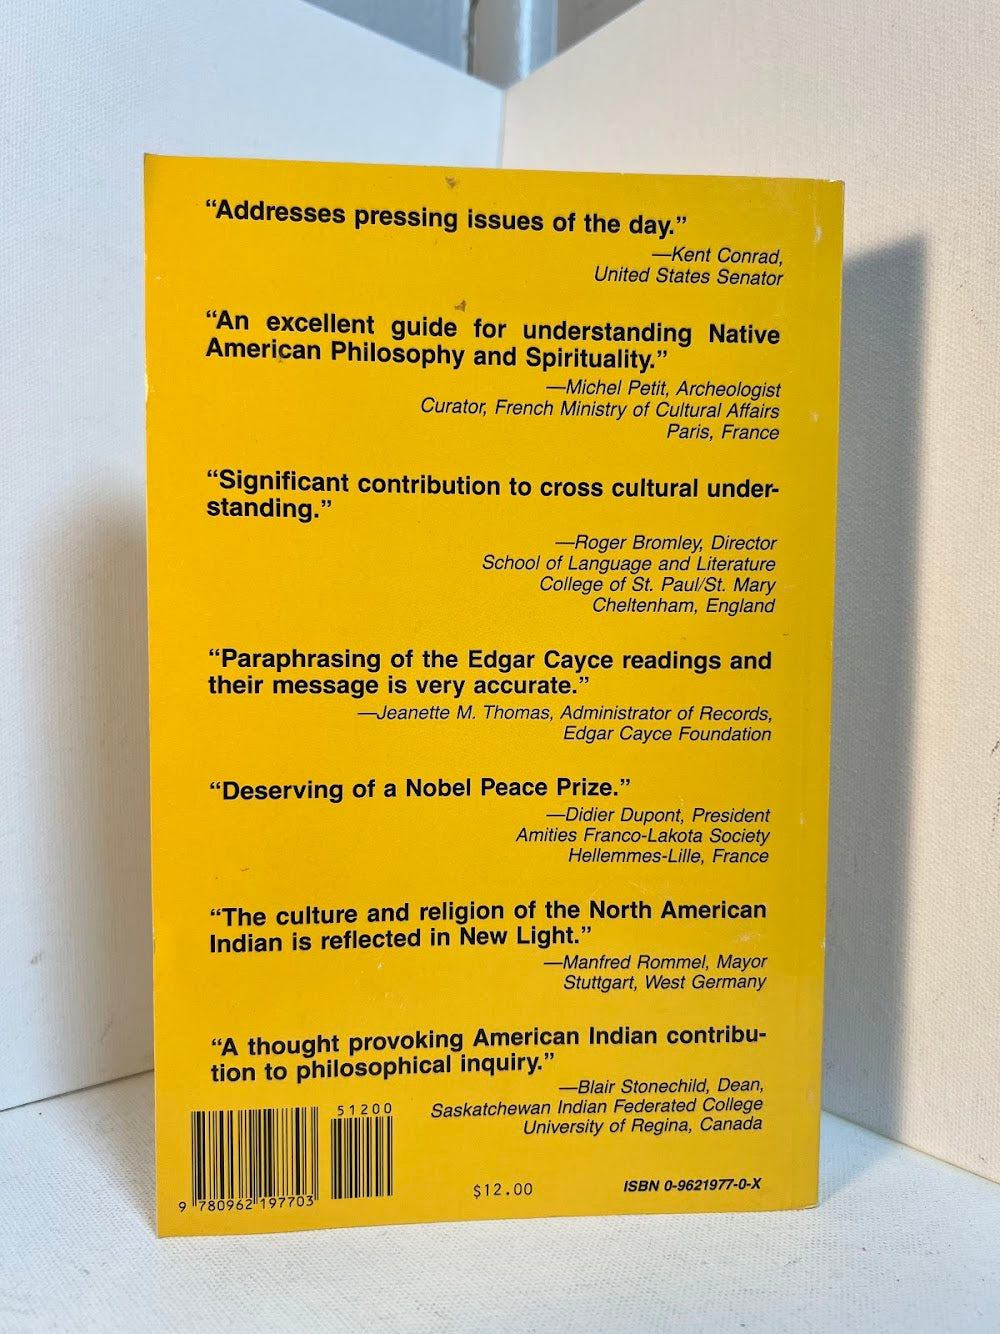 “Addresses pressing issues of the day.”
—Kent Conrad,
United States Senator
“An excellent guide for understanding Native
American Philosophy and Spirituality.”
—Michel Petit, Archeologist
Curator, French Ministry of Cultural Affairs
Paris, France
“Significant contribution to cross cultural under-
standing.”
—Roger Bromley, Director
School of Language and Literature
College of St. Paul/St. Mary
Cheltenham, England
“Paraphrasing of the Edgar Cayce readings and
their message is very accurate.”
—Jeanette M. Thomas, Administrator of Records,
Edgar Cayce Foundation
“Deserving of a Nobel Peace Prize.”
—Didier Dupont, President
Amities Franco-Lakota Society
Hellemmes-Lille, France
“The culture and religion of the North American
Indian is reflected in New Light.”
—Manfred Rommel, Mayor
Stuttgart, West Germany
“A thought provoking American Indian contribu-
tion to philosophical inquiry.”
—Blair Stonechild, Dean,
Saskatchewan Indian Federated College
University of Regina, Canada
51200
9 780962 197703
$12.00
ISBN 0-9621977-0-X